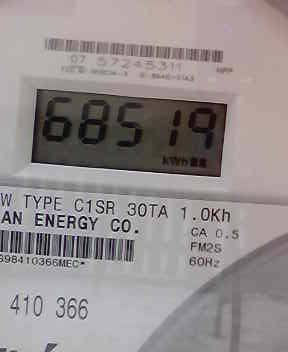 07 57245311
68519
kWh
W TYPE C1SR 30TA 1.0Kh
AN ENERGY CO.
CA 0.5
FM2S
60Hz
698410366MEC*
410 366